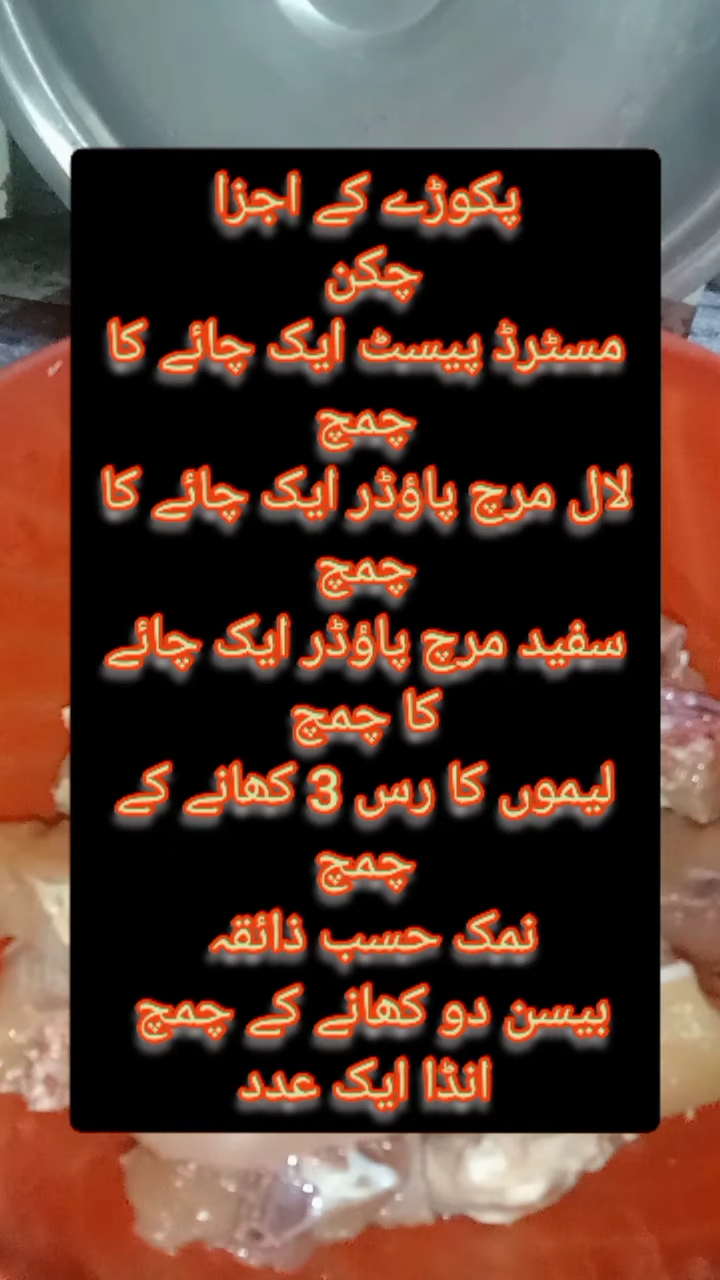 پکوڑے کے اجزا
چکن
مسٹرڈ پیسٹ ایک چائے کا
چمچ
لال مرچ پاؤڈر ایک چائے کا
چمچ
سفید مرچ پاؤڈر ایک چائے
کا چمچ
لیموں کا رس 3 کھانے کے
چمچ
نمک حسب ذائقہ
بیسن دو کھانے کے چمچ
انڈا ایک عدد